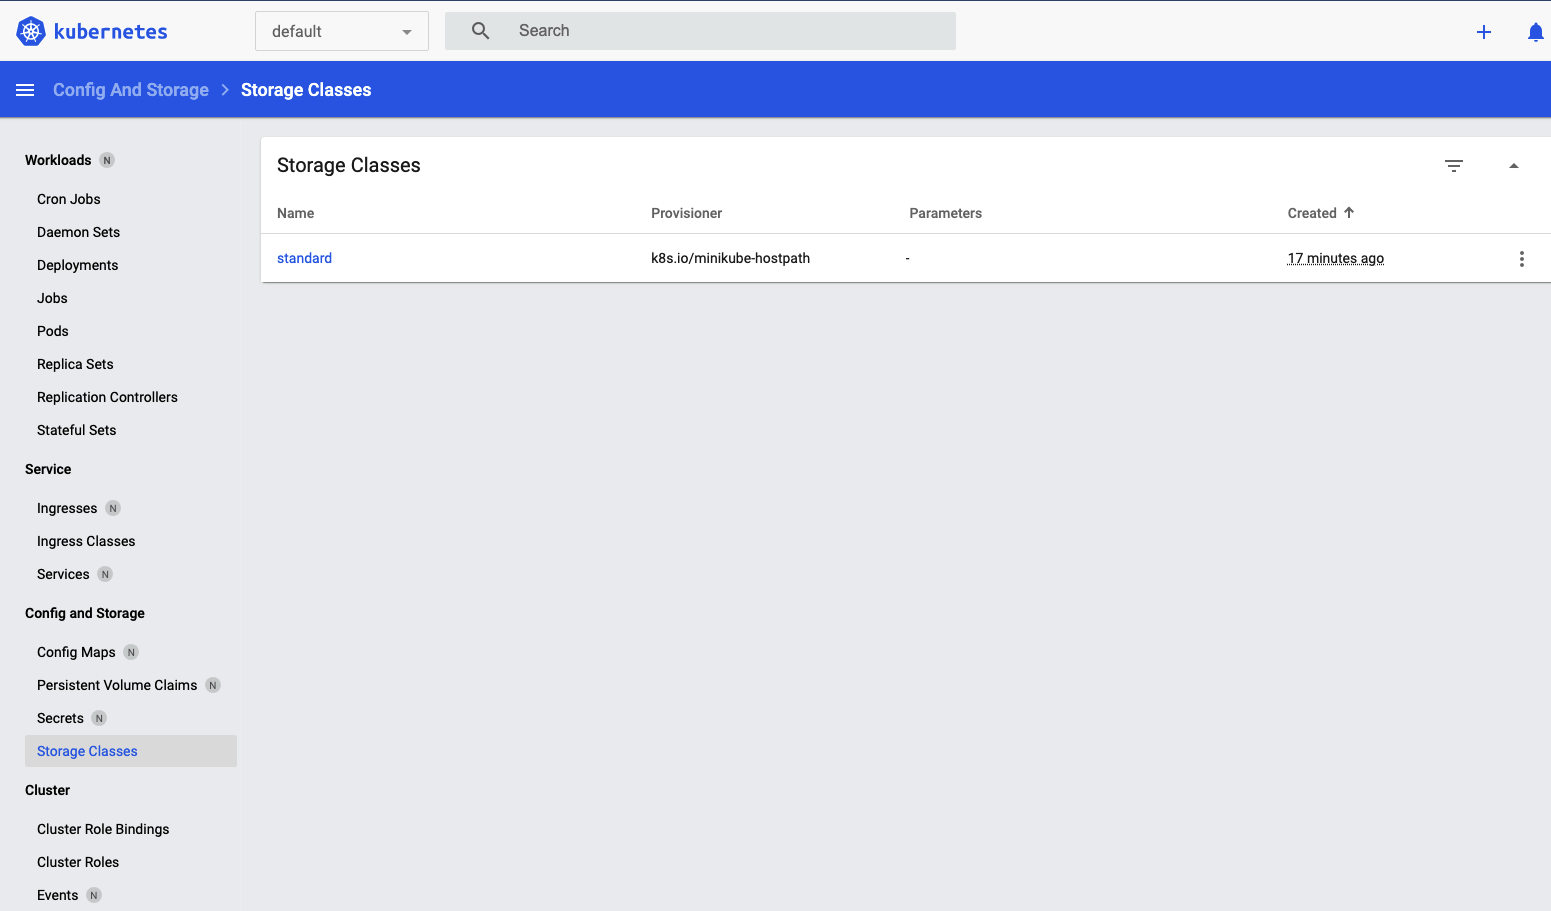 kubernetes
default
Search
Config And Storage > Storage Classes
Workloads N
Cron Jobs
Daemon Sets
Deployments
Jobs
Pods
Replica Sets
Replication Controllers
Stateful Sets
Service
Ingresses N
Ingress Classes
Services N
Config and Storage
Config Maps N
Persistent Volume Claims N
Secrets N
Storage Classes
Cluster
Cluster Role Bindings
Cluster Roles
Events N
Storage Classes
Name Provisioner Parameters Created
standard k8s.io/minikube-hostpath - 17 minutes ago